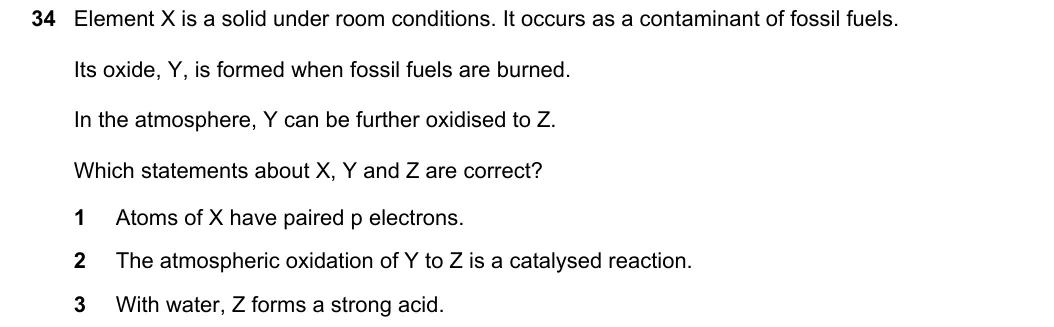 34 Element X is a solid under room conditions. It occurs as a contaminant of fossil fuels.
Its oxide, Y, is formed when fossil fuels are burned.
In the atmosphere, Y can be further oxidised to Z.
Which statements about X, Y and Z are correct?
1 Atoms of X have paired p electrons.
2 The atmospheric oxidation of Y to Z is a catalysed reaction.
3 With water, Z forms a strong acid.